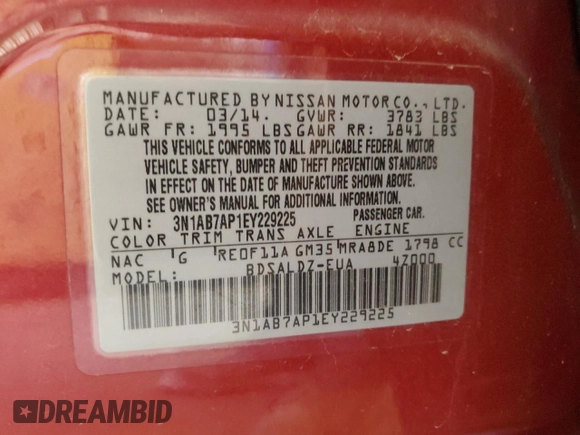 MANUFACTURED BY NISSAN MOTOR CO., LTD.
DATE: 03/14. GVWR: 3783 LBS
GAWR FR: 1995 LBS GAWR RR: 1841 LBS
THIS VEHICLE CONFORMS TO ALL APPLICABLE FEDERAL MOTOR
VEHICLE SAFETY, BUMPER AND THEFT PREVENTION STANDARDS
IN EFFECT ON THE DATE OF MANUFACTURE SHOWN ABOVE.
SEE OWNER'S MANUAL FOR ADDITIONAL INFORMATION.
VIN: 3N1AB7AP1EY229225 PASSENGER CAR.
COLOR TRIM TRANS AXLE ENGINE
NAC G RE0F11A GM35 MRA8DE 1798 CC
MODEL: BDSALDZ-EUA 4Z000
3N1AB7AP1EY229225
DREAMBID